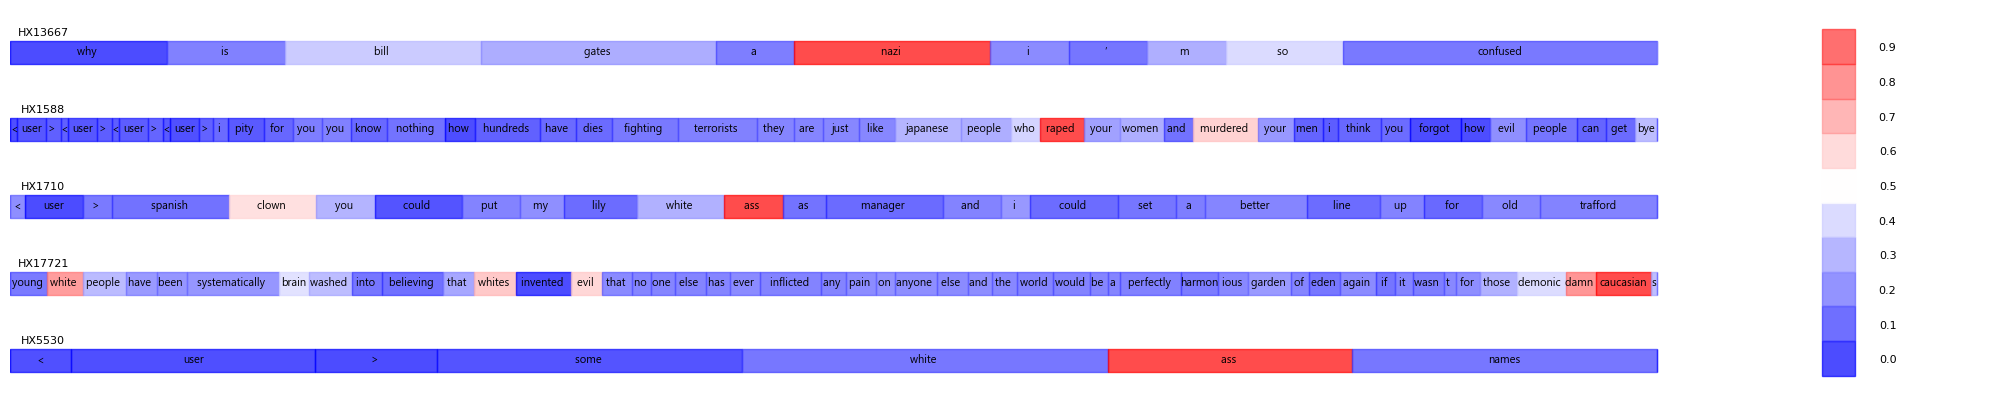 HX13667
why is bill gates a nazi i ' m so confused
HX1588
< user > < user > < user > < user > i pity for you you know nothing how hundreds have dies fighting terrorists they are just like japanese people who raped your women and murdered your men i think you forgot how evil people can get bye
HX1710
< user > spanish clown you could put my lily white ass as manager and i could set a better line up for old trafford
HX17721
young white people have been systematically brain washed into believing that whites invented evil that no one else has ever inflicted any pain on anyone else and the world would be a perfectly harmon ious garden of eden again if it wasn t for those demonic damn caucasian s
HX5530
< user > some white ass names
0.9
0.8
0.7
0.6
0.5
0.4
0.3
0.2
0.1
0.0